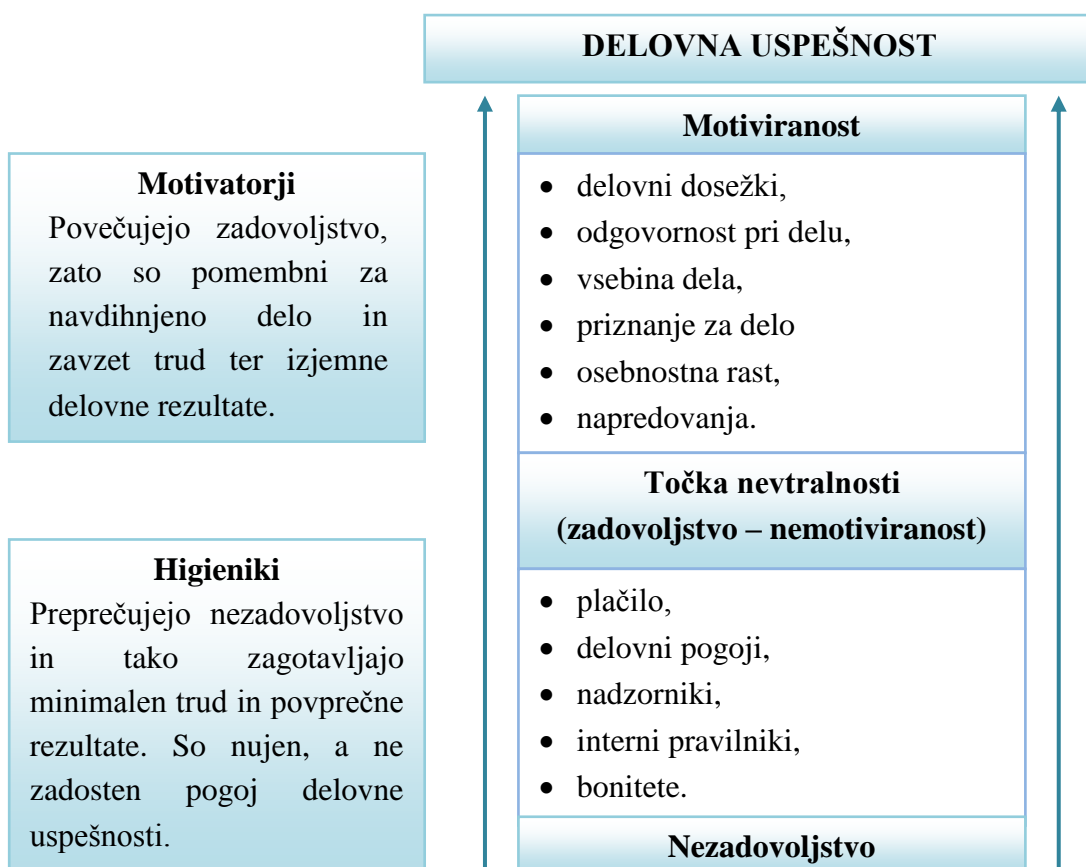 DELOVNA USPEŠNOST
Motiviranost
Motivatorji
Povečujejo zadovoljstvo,
zato so pomembni za
navdihnjeno delo in
zavzet trud ter izjemne
delovne rezultate.
• delovni dosežki,
• odgovornost pri delu,
• vsebina dela,
• priznanje za delo
• osebnostna rast,
• napredovanja.
Točka nevtralnosti
(zadovoljstvo – nemotiviranost)
Higieniki
Preprečujejo nezadovoljstvo
in tako zagotavljajo
minimalen trud in povprečne
rezultate. So nujen, a ne
zadosten pogoj delovne
uspešnosti.
• plačilo,
• delovni pogoji,
• nadzorniki,
• interni pravilniki,
• bonitete.
Nezadovoljstvo